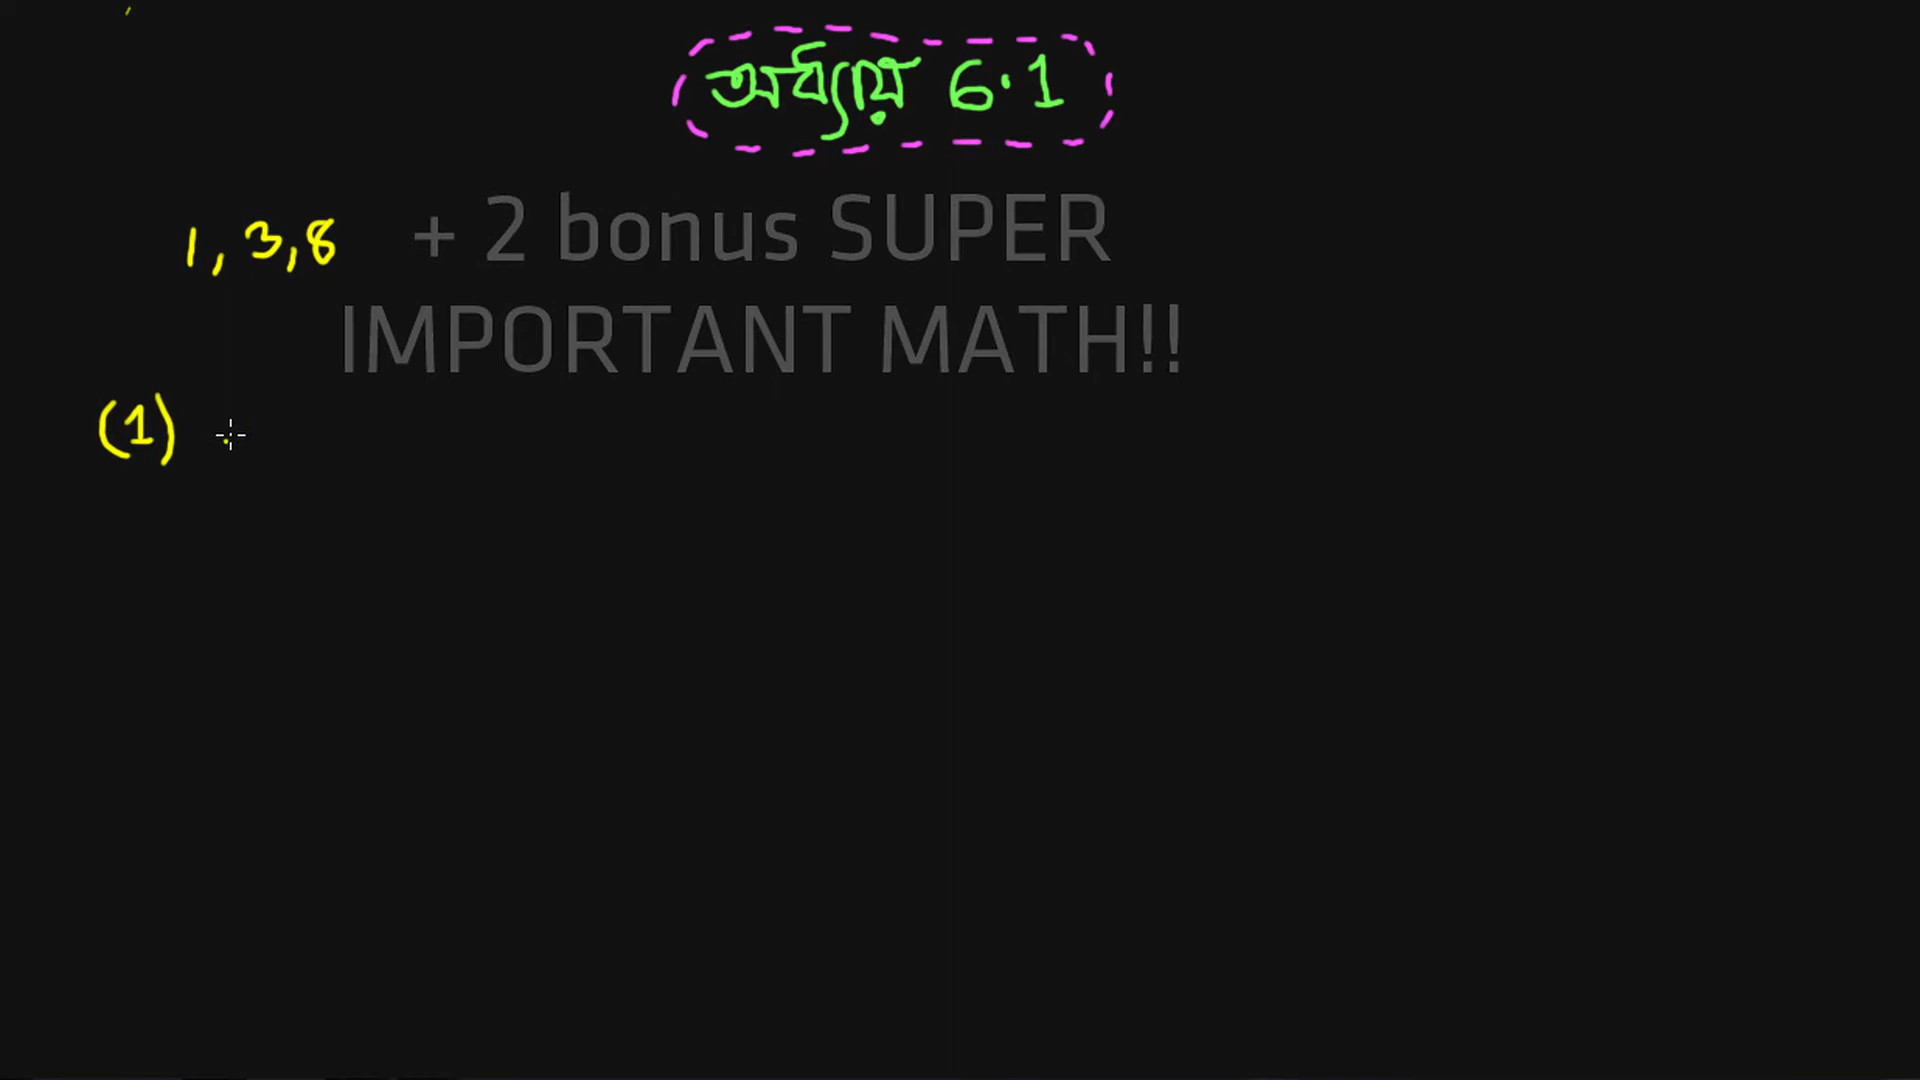 অধ্যায় 6.1
1, 3, 8 + 2 bonus SUPER
IMPORTANT MATH!!
(1)